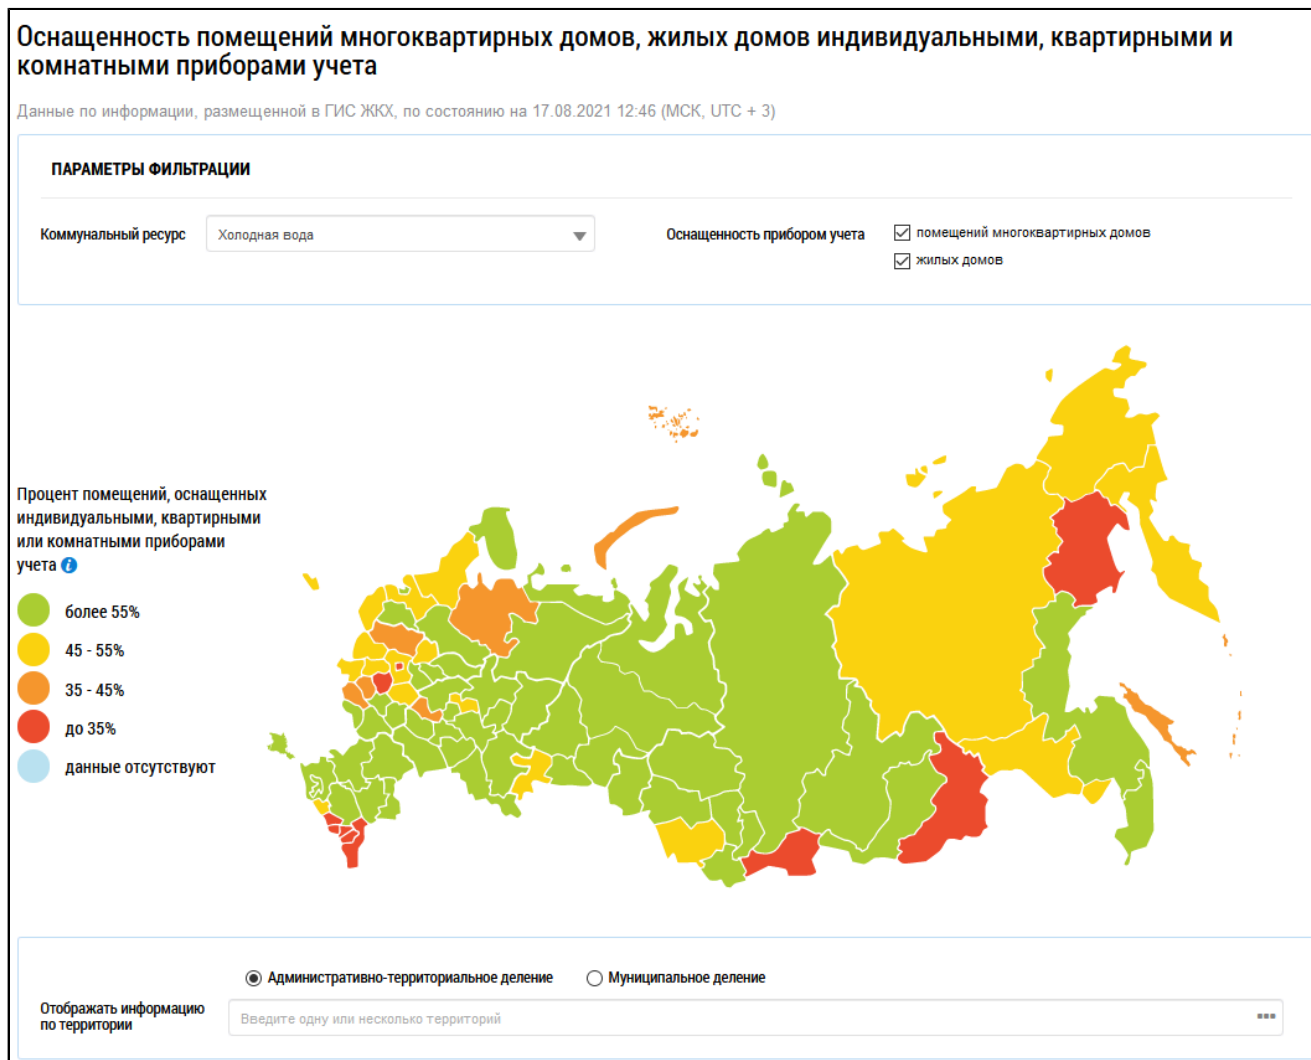 Оснащенность помещений многоквартирных домов, жилых домов индивидуальными, квартирными и
комнатными приборами учета
Данные по информации, размещенной в ГИС ЖКХ, по состоянию на 17.08.2021 12:46 (МСК, UTC + 3)
ПАРАМЕТРЫ ФИЛЬТРАЦИИ
Коммунальный ресурс
Холодная вода
Оснащенность прибором учета
помещений многоквартирных домов
жилых домов
Процент помещений, оснащенных
индивидуальными, квартирными
или комнатными приборами
учета i
более 55%
45 - 55%
35 - 45%
до 35%
данные отсутствуют
Административно-территориальное деление
Муниципальное деление
Отображать информацию
по территории
Введите одну или несколько территорий